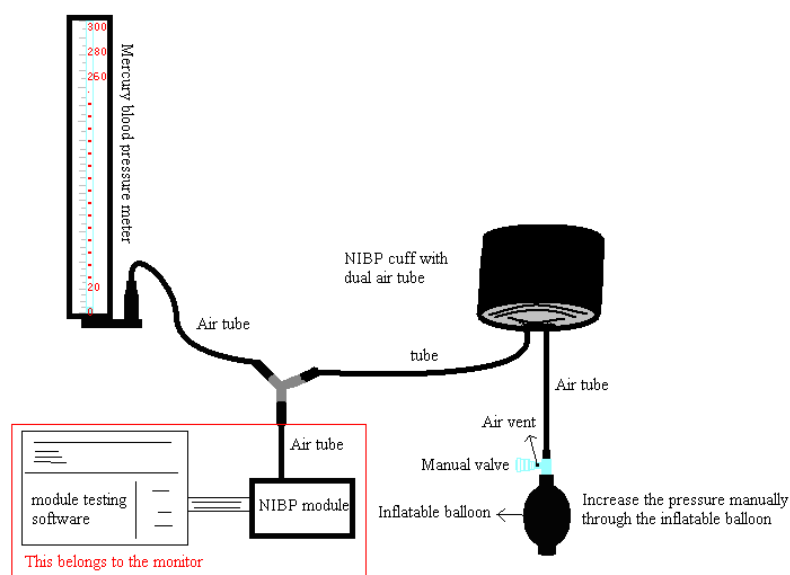 300
280
260
20
0
Mercury blood pressure meter
NIBP cuff with
dual air tube
Air tube
tube
Air tube
Air vent
Manual valve
Air tube
module testing
software
NIBP module
Inflatable balloon
Increase the pressure manually
through the inflatable balloon
This belongs to the monitor